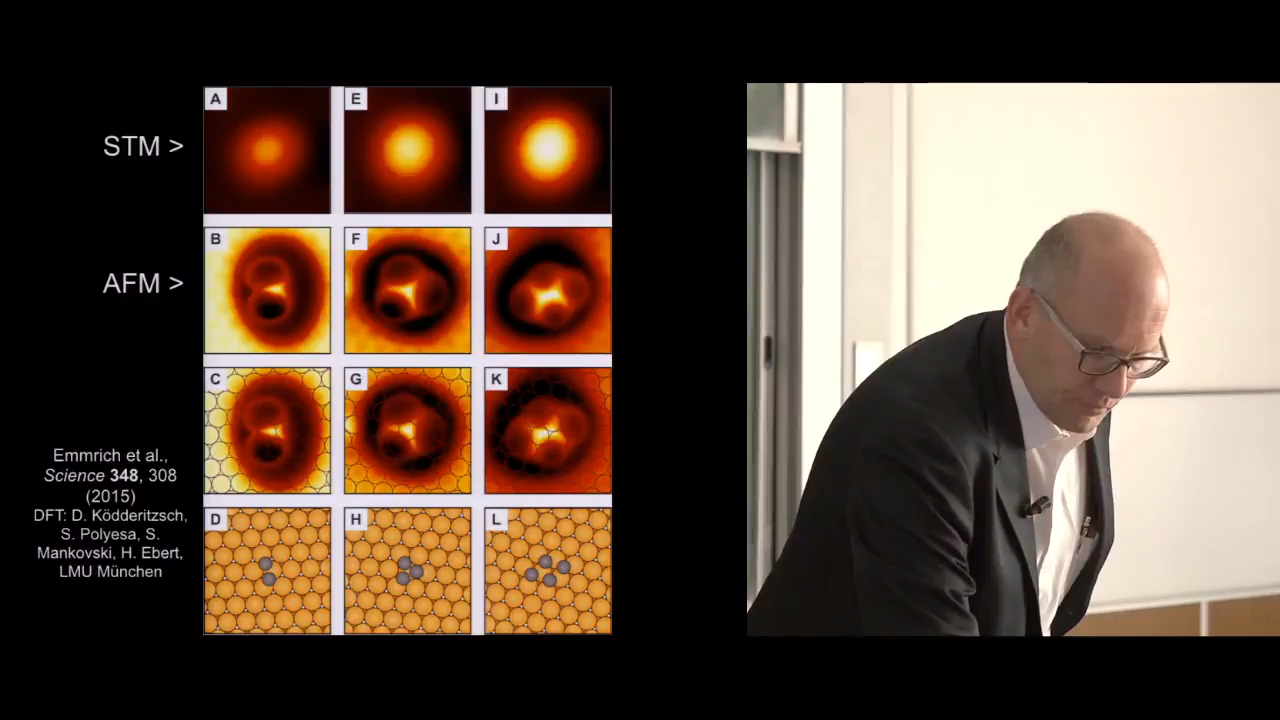 A
E
I
STM >
B
F
J
AFM >
C
G
K
Emmrich et al.,
Science 348, 308
(2015)
DFT: D. Ködderitzsch,
S. Polyesa, S.
Mankovski, H. Ebert,
LMU München
D
H
L